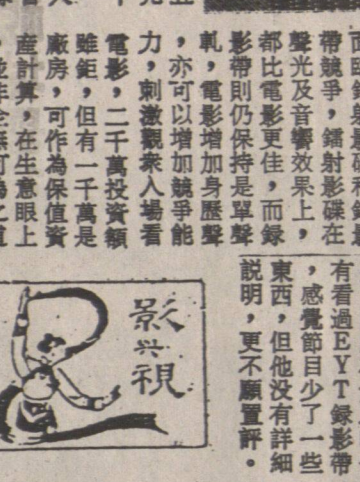 帶競爭，鐳射影碟在
聲光及音響效果上，
都比電影更佳，而錄
影帶則仍保持是單聲
軌，電影增加身歷聲
，亦可以增加競爭能
力，刺激觀衆入場看
電影，二千萬投資額
雖鉅，但有一千萬是
廠房，可作為保值資
產計算，在生意眼上
有看過EYT錄影帶
，感覺節目少了一些
東西，但他没有詳細
説明，更不願置評。
影兴視